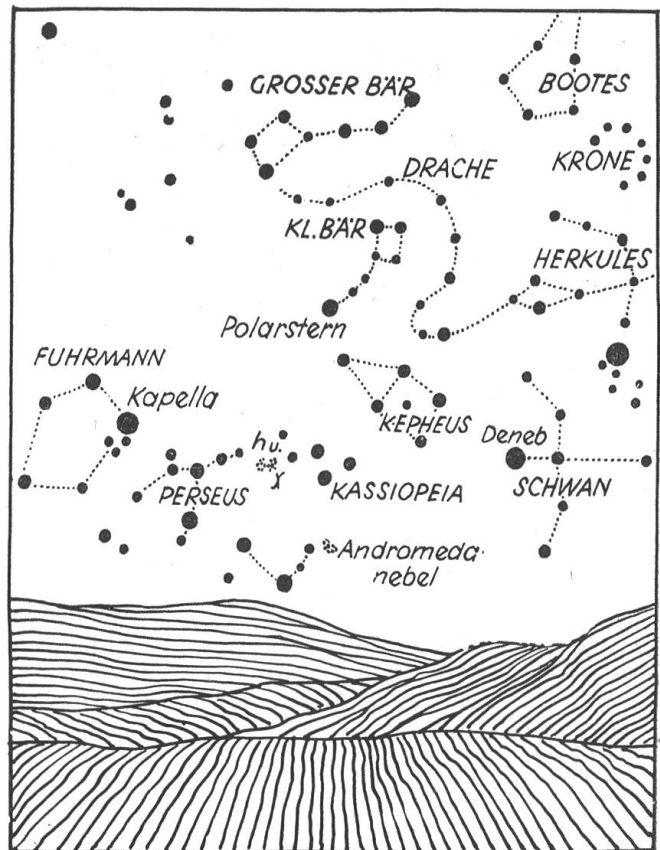 GROSSER BÄR
BOOTES
KRONE
DRACHE
KL.BÄR
HERKULES
Polarstern
FUHRMANN
Kapella
KEPHEUS
Deneb
h u.
χ
PERSEUS
KASSIOPEIA
SCHWAN
Andromeda-
nebel